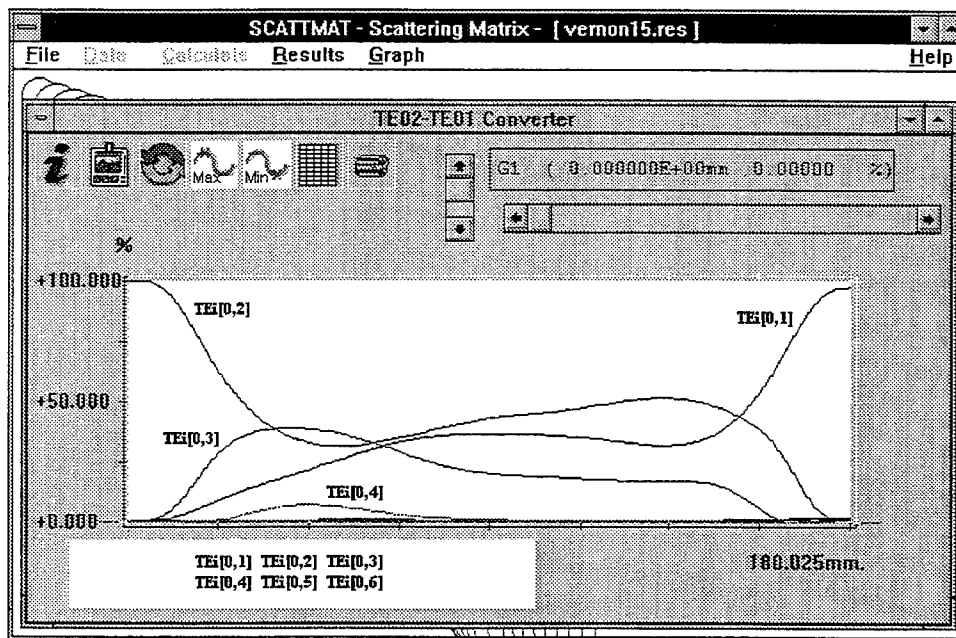 SCATTMAT - Scattering Matrix - [ vernon15.res ]
File Data Calculate Results Graph Help
TE02-TE01 Converter
i Max Min G1 ( 0.000000E+00mm 0.00000 %)
%
+100.000
TEi[0,2] TEi[0,1]
+50.000
TEi[0,3]
TEi[0,4]
+0.000
180.025mm.
TEi[0,1] TEi[0,2] TEi[0,3]
TEi[0,4] TEi[0,5] TEi[0,6]